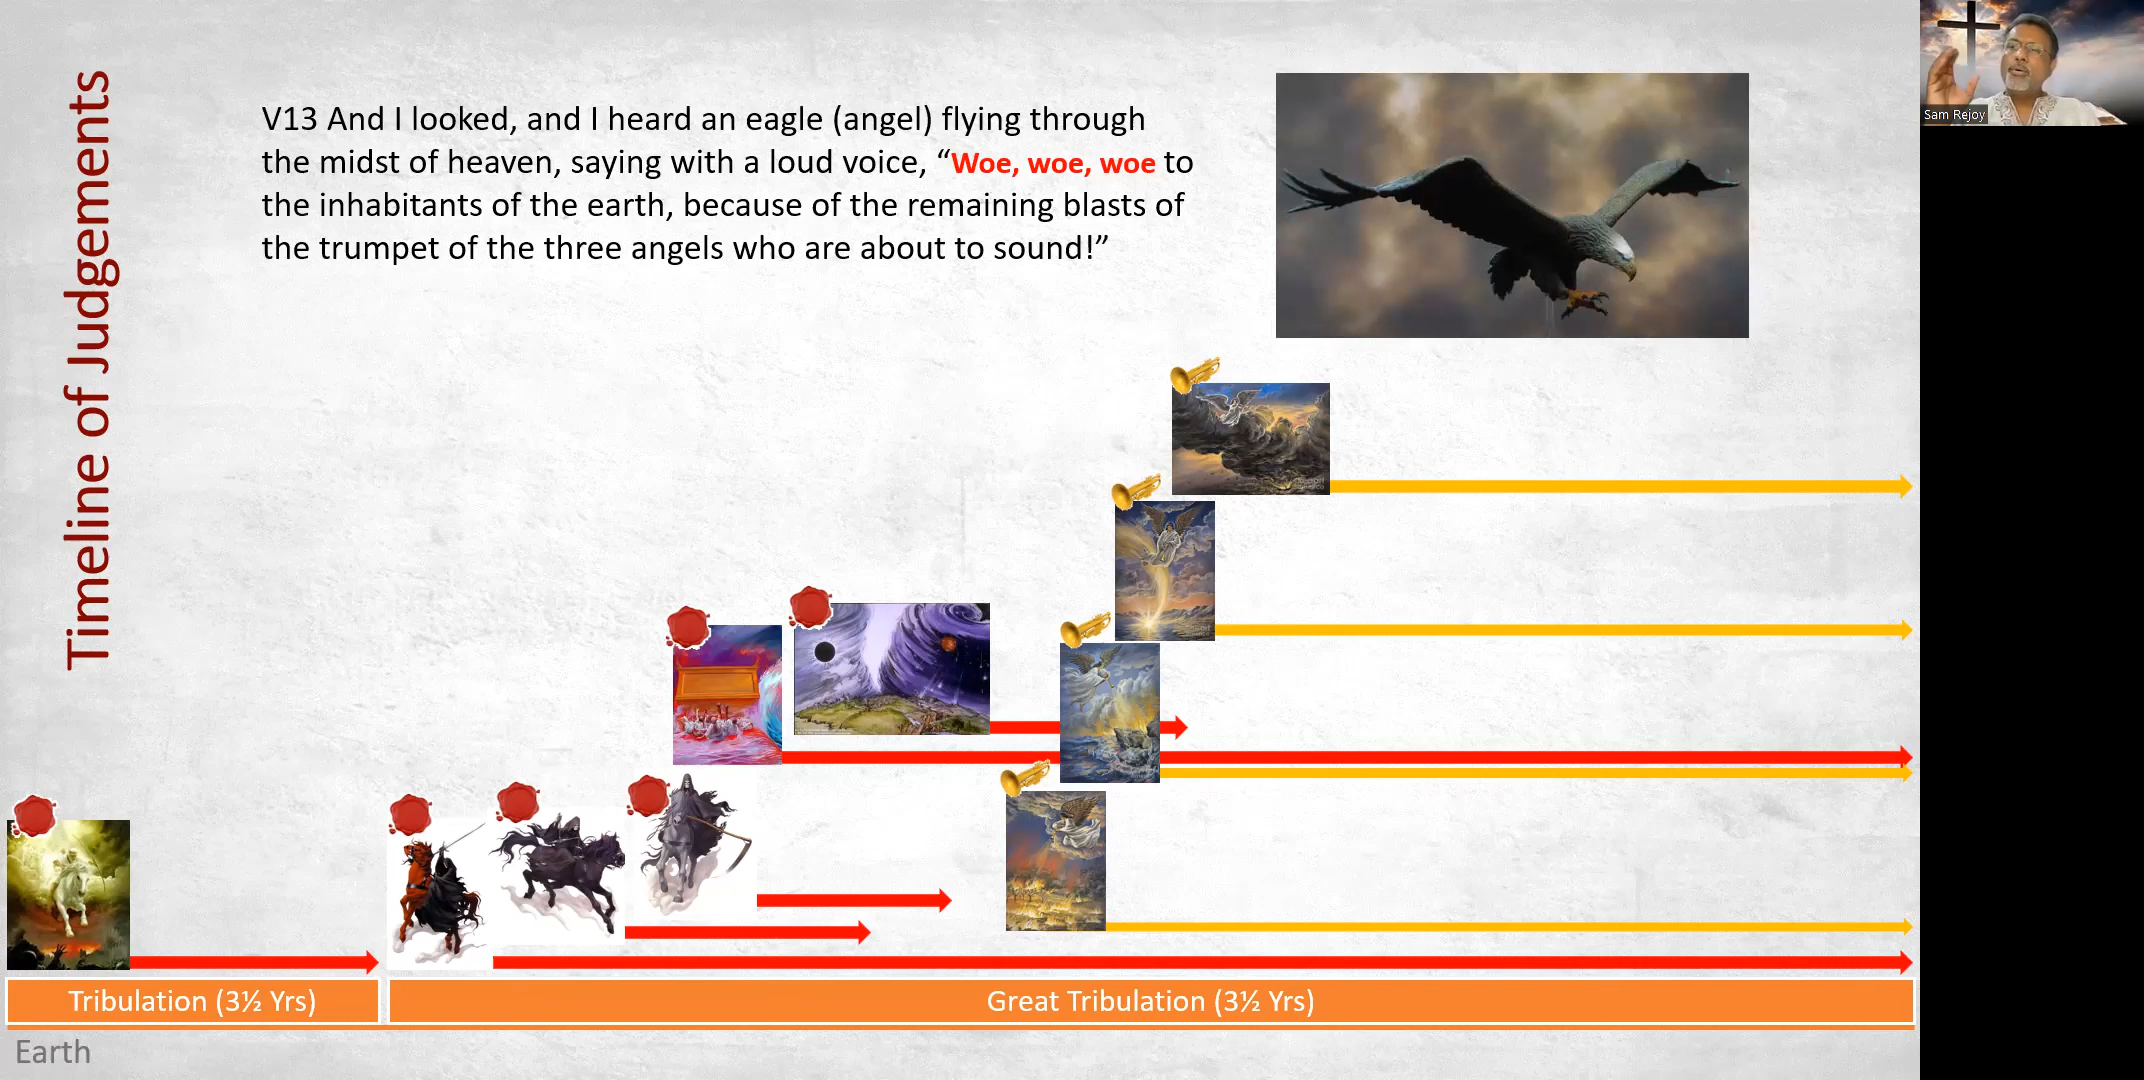 Timeline of Judgements
V13 And I looked, and I heard an eagle (angel) flying through
the midst of heaven, saying with a loud voice, “Woe, woe, woe to
the inhabitants of the earth, because of the remaining blasts of
the trumpet of the three angels who are about to sound!”
Sam Rejoy
Tribulation (3½ Yrs)
Great Tribulation (3½ Yrs)
Earth